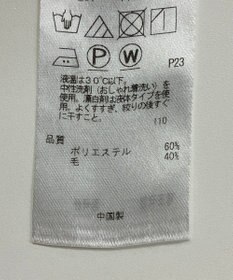 P W P23
液温は30℃以下。
中性洗剤(おしゃれ着洗い)を
使用。漂白剤は液体タイプを使
用。よくすすぎ、絞りの後すぐ
に干すこと。
110
品質
ポリエステル 60%
毛 40%
中国製